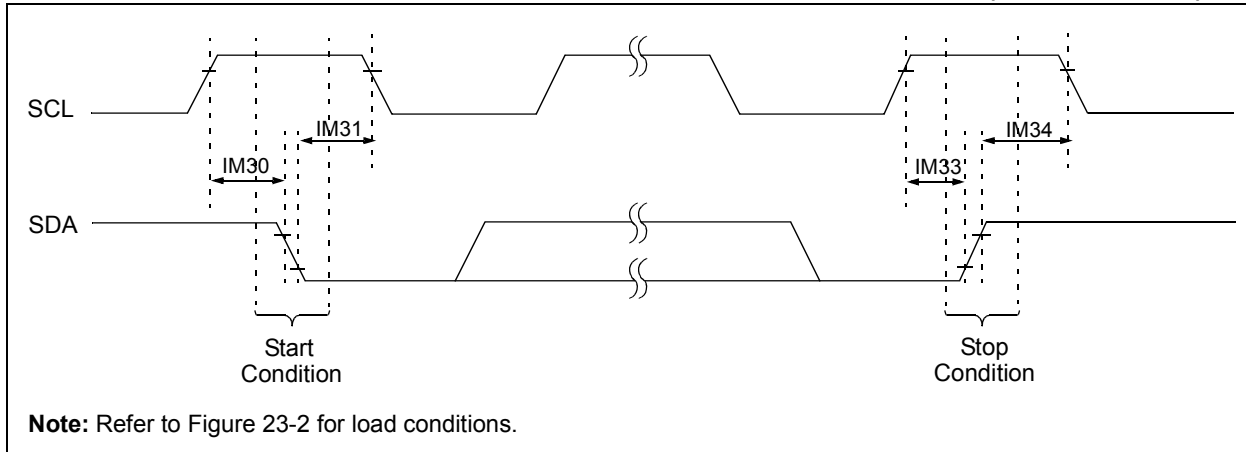 SCL
IM31
IM34
IM30
IM33
SDA
Start
Condition
Stop
Condition
Note: Refer to Figure 23-2 for load conditions.